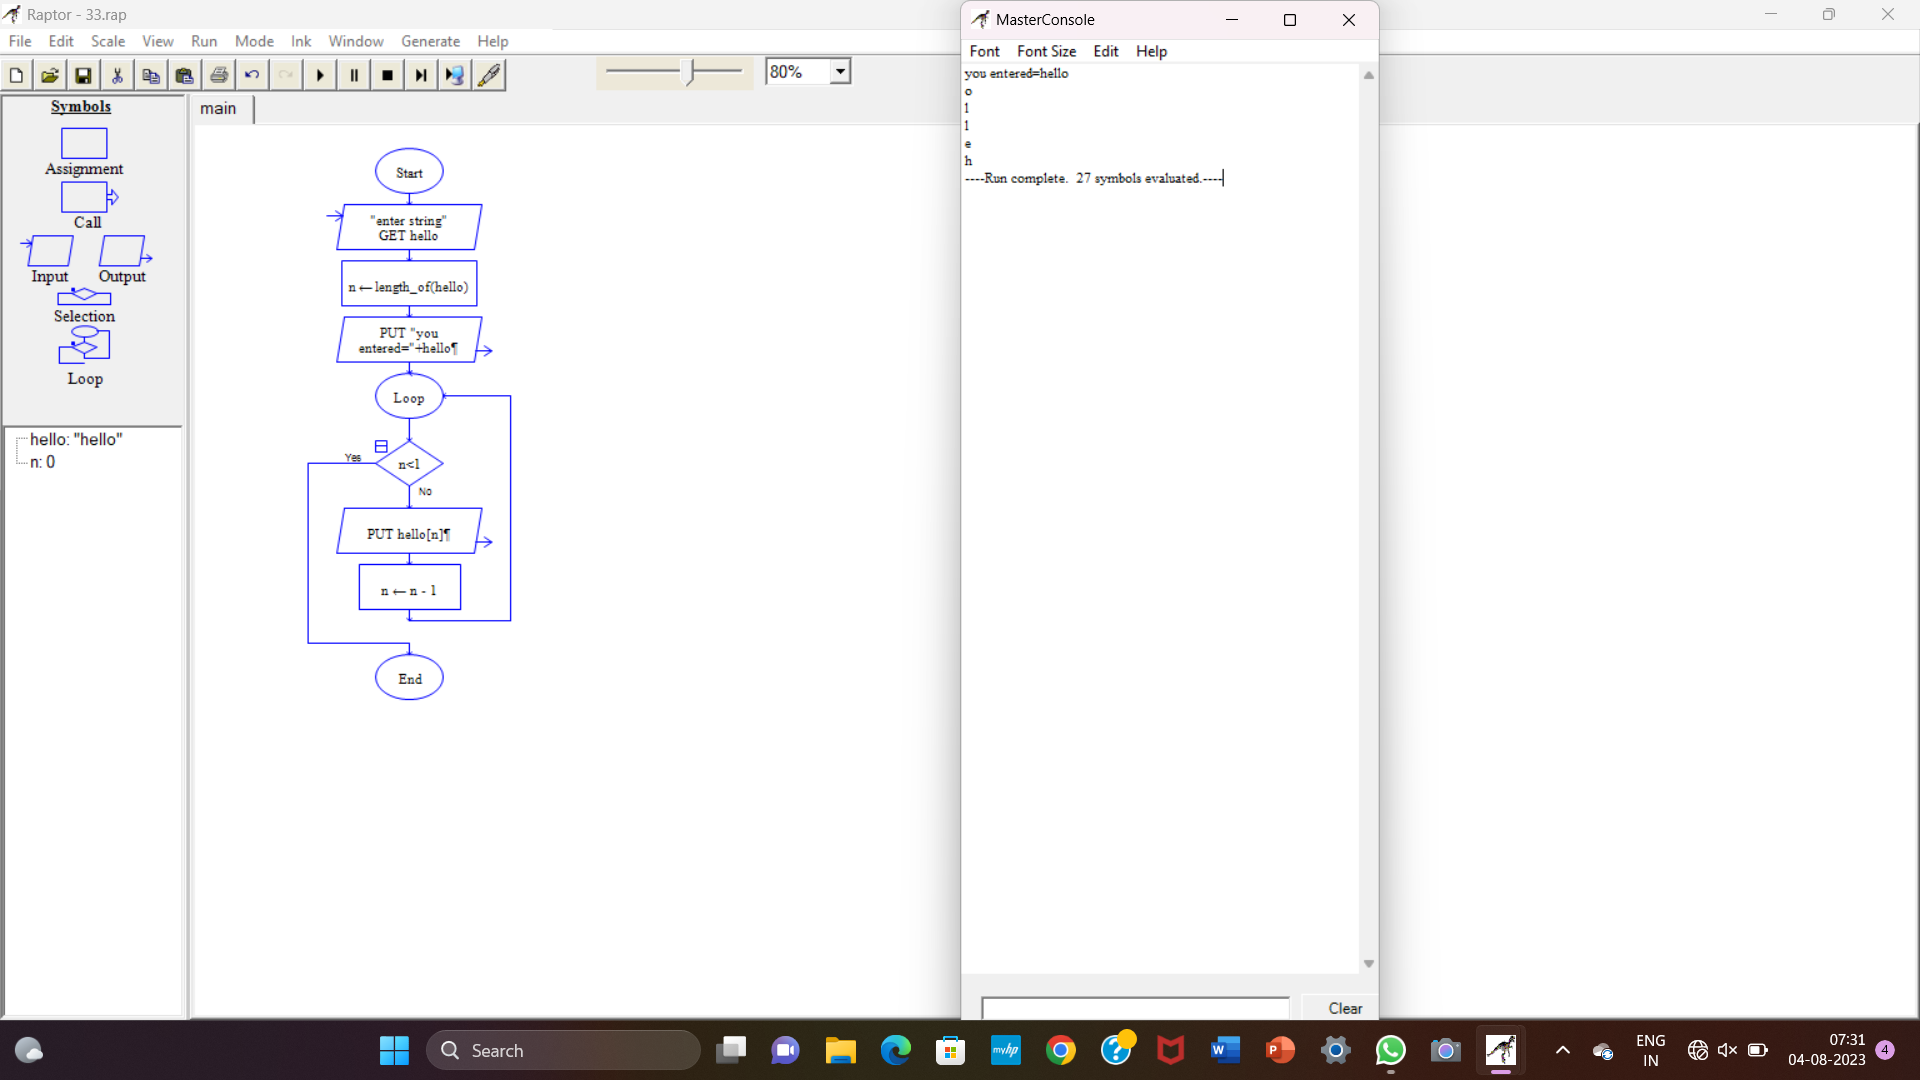 Raptor - 33.rap
File Edit Scale View Run Mode Ink Window Generate Help
80%
Symbols
Assignment
Call
Input Output
Selection
Loop
hello: "hello"
n: 0
main
Start
"enter string"
GET hello
n ← length_of(hello)
PUT "you
entered="+hello¶
Loop
Yes
n<1
No
PUT hello[n]¶
n ← n - 1
End
MasterConsole
Font Font Size Edit Help
you entered=hello
o
l
l
e
h
----Run complete. 27 symbols evaluated.----
Clear
Search
myhp
W
P
ENG
IN
07:31
04-08-2023
4